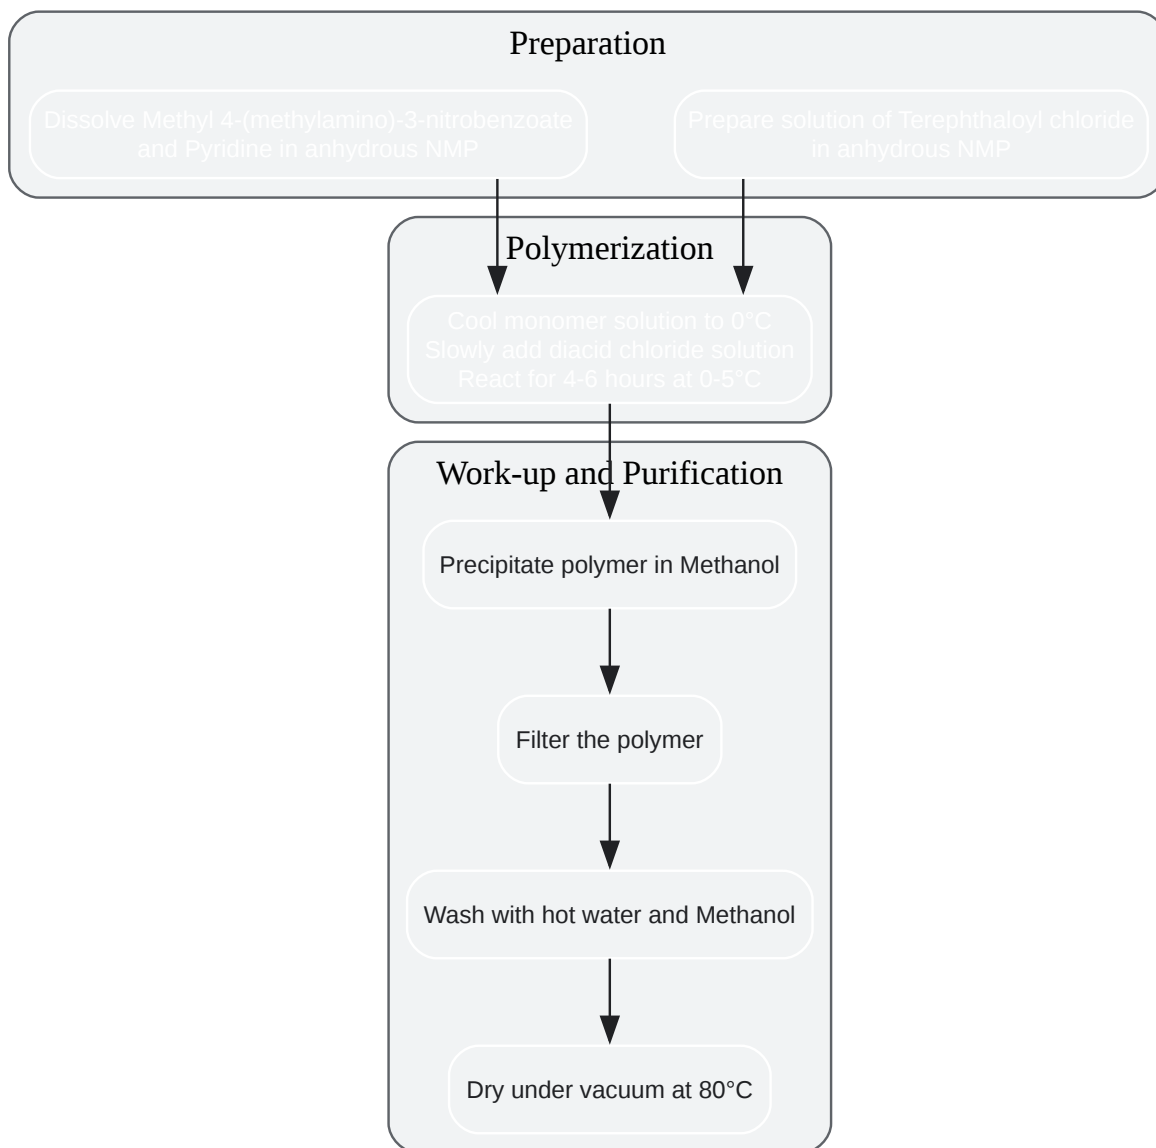 Preparation
Dissolve Methyl 4-(methylamino)-3-nitrobenzoate
and Pyridine in anhydrous NMP
Prepare solution of Terephthaloyl chloride
in anhydrous NMP
Polymerization
Cool monomer solution to 0°C
Slowly add diacid chloride solution
React for 4-6 hours at 0-5°C
Work-up and Purification
Precipitate polymer in Methanol
Filter the polymer
Wash with hot water and Methanol
Dry under vacuum at 80°C